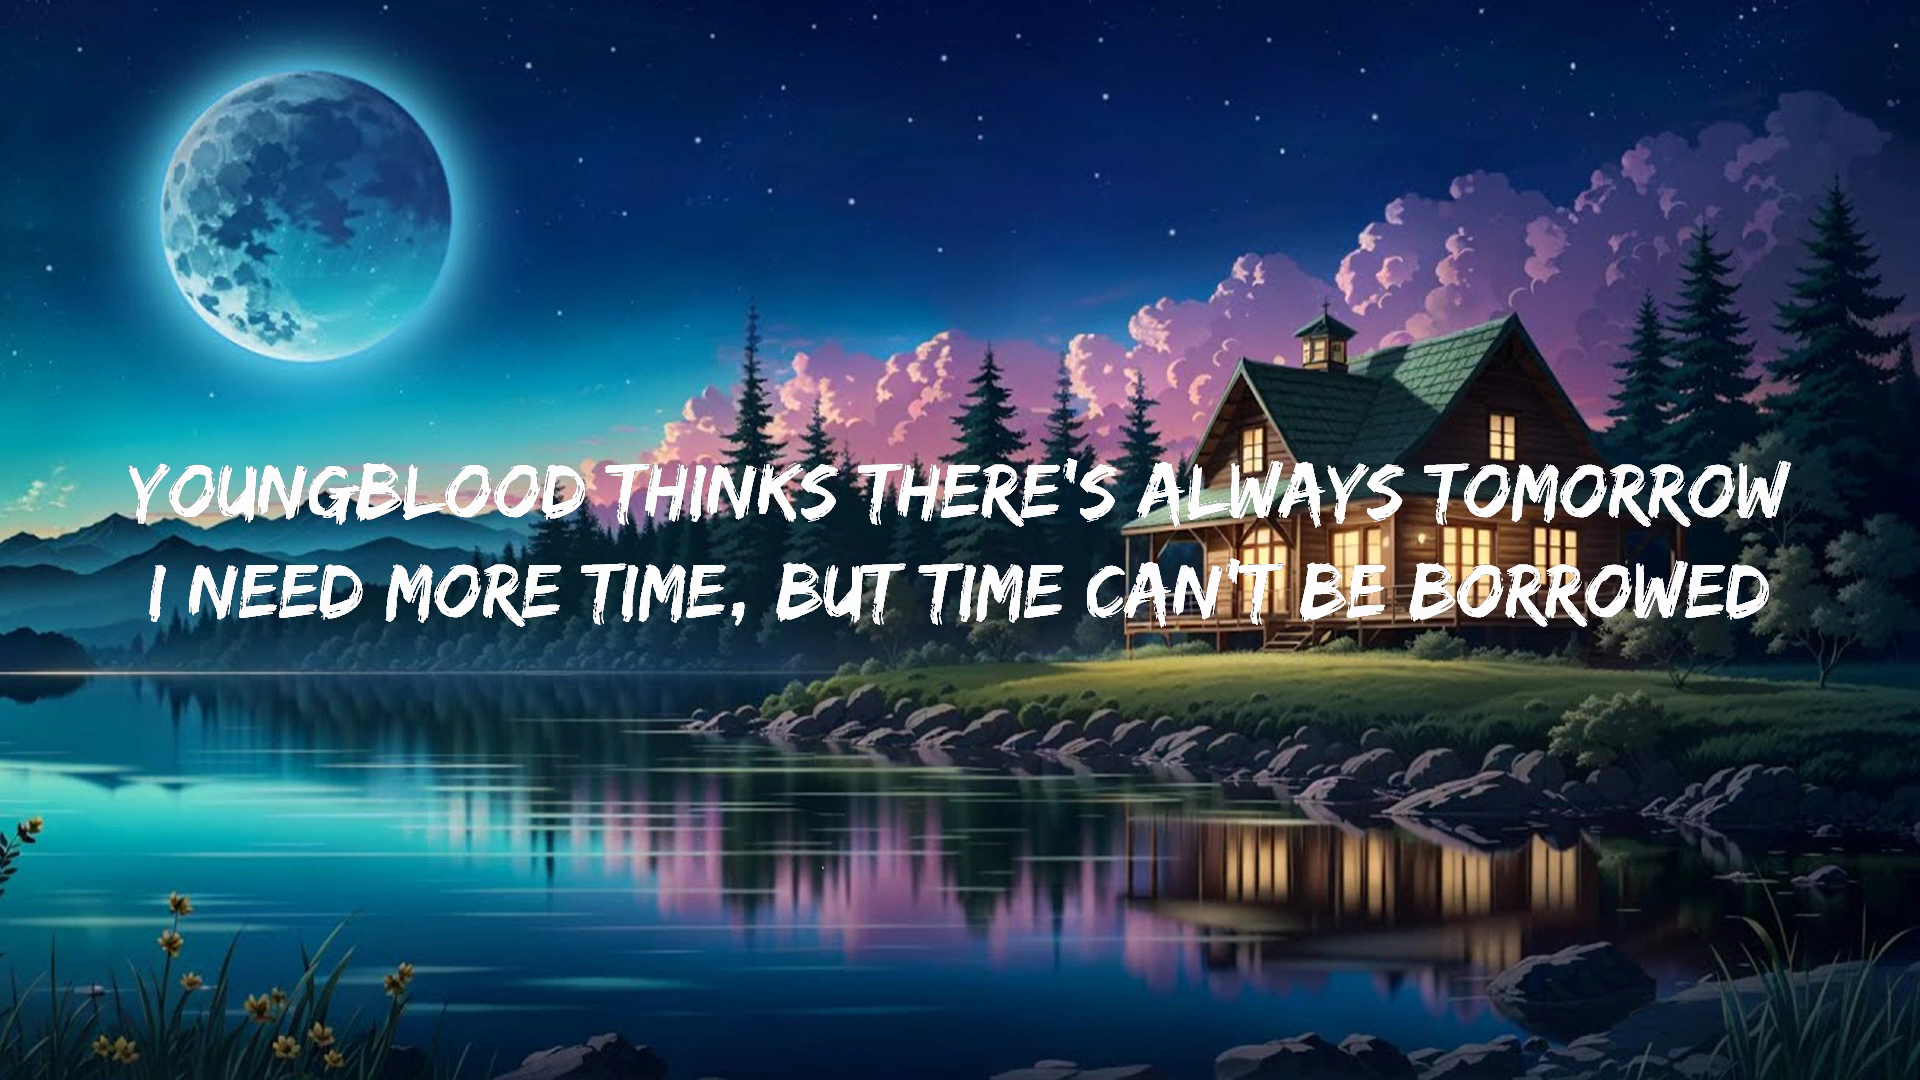 YOUNGBLOOD THINKS THERE'S ALWAYS TOMORROW
I NEED MORE TIME, BUT TIME CAN'T BE BORROWED